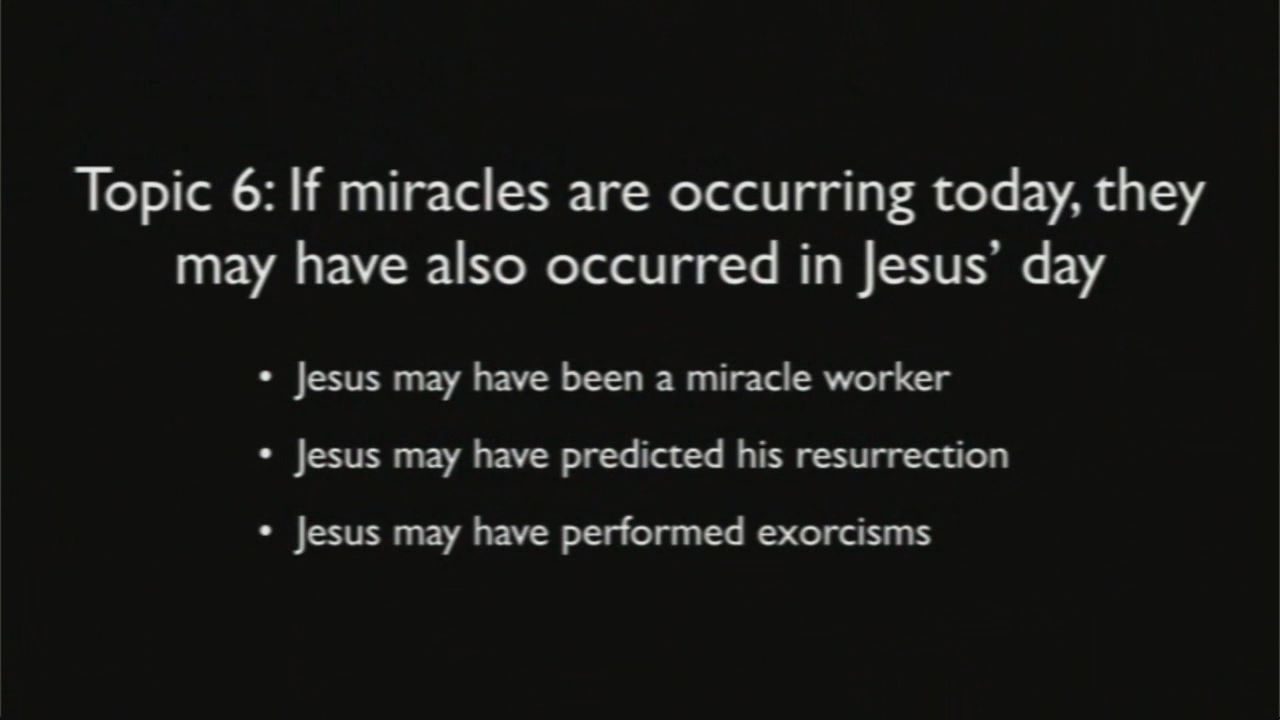 Topic 6: If miracles are occurring today, they
may have also occurred in Jesus’ day
• Jesus may have been a miracle worker
• Jesus may have predicted his resurrection
• Jesus may have performed exorcisms